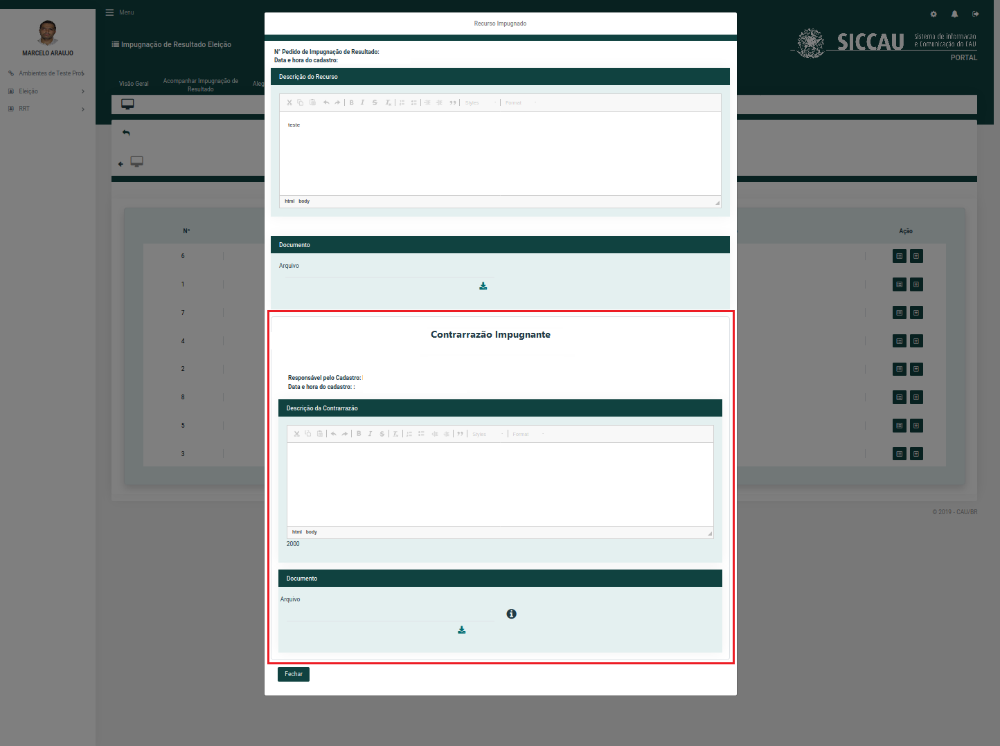 Menu
MARCELO ARAUJO
Ambientes de Teste Prot
Eleição
RRT
Impugnação de Resultado Eleição
Visão Geral
Acompanhar Impugnação de
Resultado
Aleg
SICCAU
Sistema de Informação
e Comunicação do CAU
PORTAL
Nº
Ação
6
1
7
4
2
8
5
3
© 2019 - CAU/BR
Recurso Impugnado
N° Pedido de Impugnação de Resultado:
Data e hora do cadastro:
Descrição do Recurso
Styles
Format
teste
html body
Documento
Arquivo
Contrarrazão Impugnante
Responsável pelo Cadastro:
Data e hora do cadastro: :
Descrição da Contrarrazão
Styles
Format
html body
2000
Documento
Arquivo
Fechar